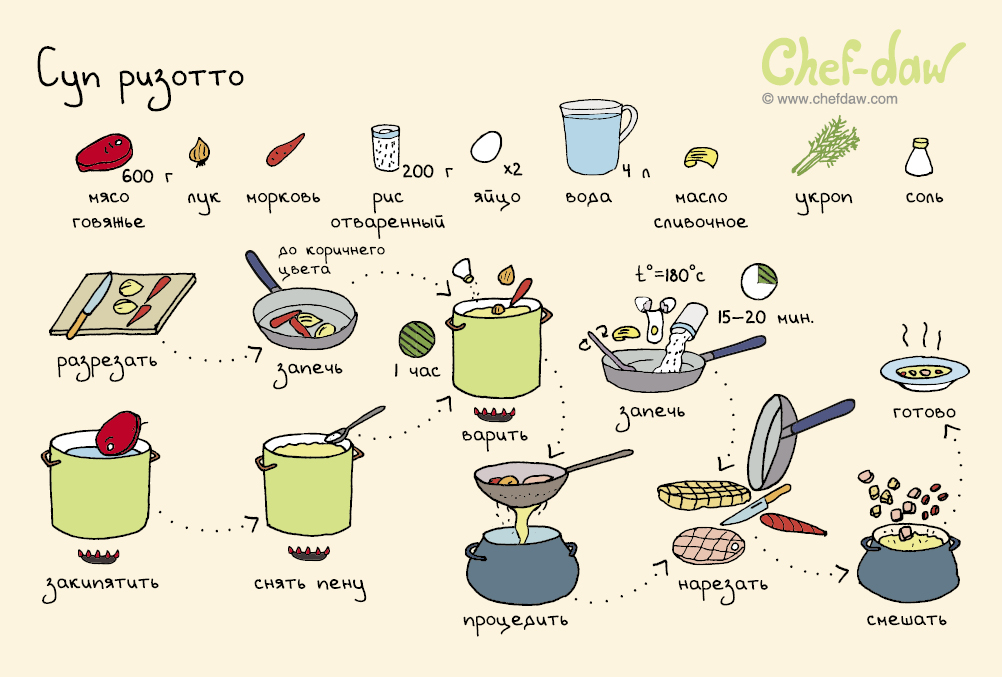 Суп ризотто
Chef-daw
© www.chefdaw.com
600 г
мясо
говяжье
лук
морковь
200 г
рис
отваренный
x2
яйцо
4 л
вода
масло
сливочное
укроп
соль
разрезать
до коричнего
цвета
запечь
1 час
варить
t°=180°c
15–20 мин.
запечь
готово
закипятить
снять пену
процедить
нарезать
смешать